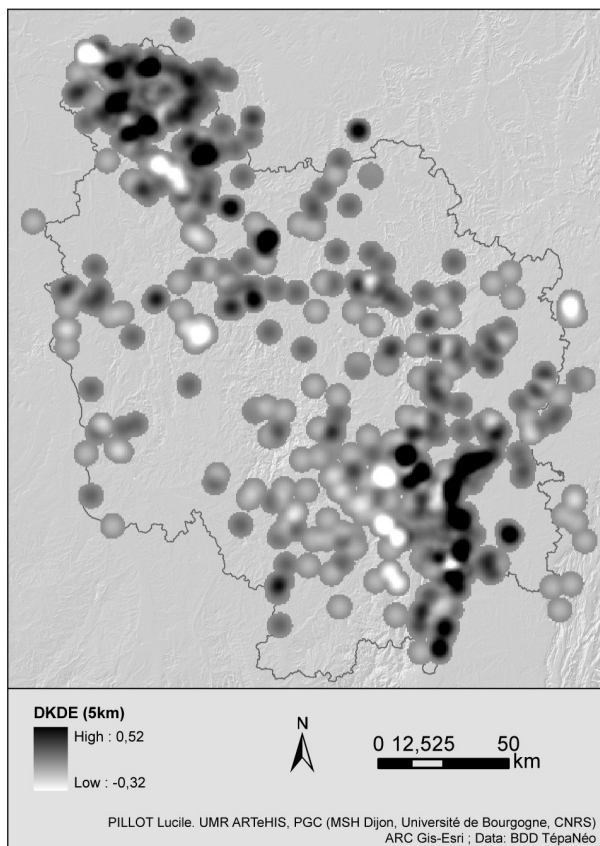 DKDE (5km)
High : 0,52
Low : -0,32
N
0 12,525 50
km
PILLOT Lucile. UMR ARTeHIS, PGC (MSH Dijon, Université de Bourgogne, CNRS)
ARC Gis-Esri ; Data: BDD TépaNéo